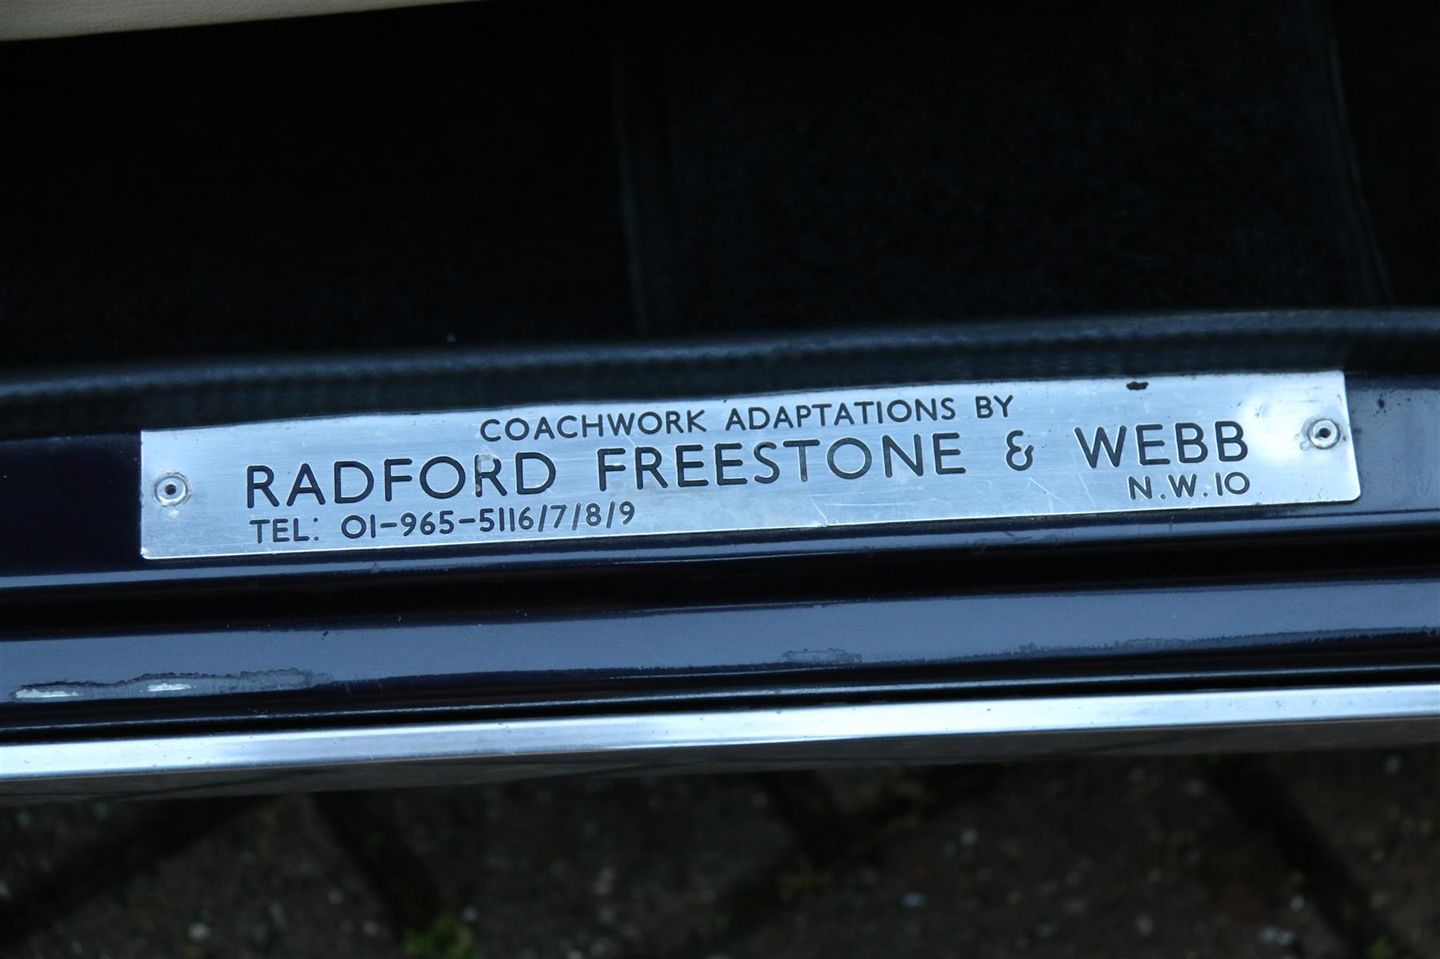 COACHWORK ADAPTATIONS BY
RADFORD FREESTONE & WEBB
TEL: 01-965-5116/7/8/9 N.W.10